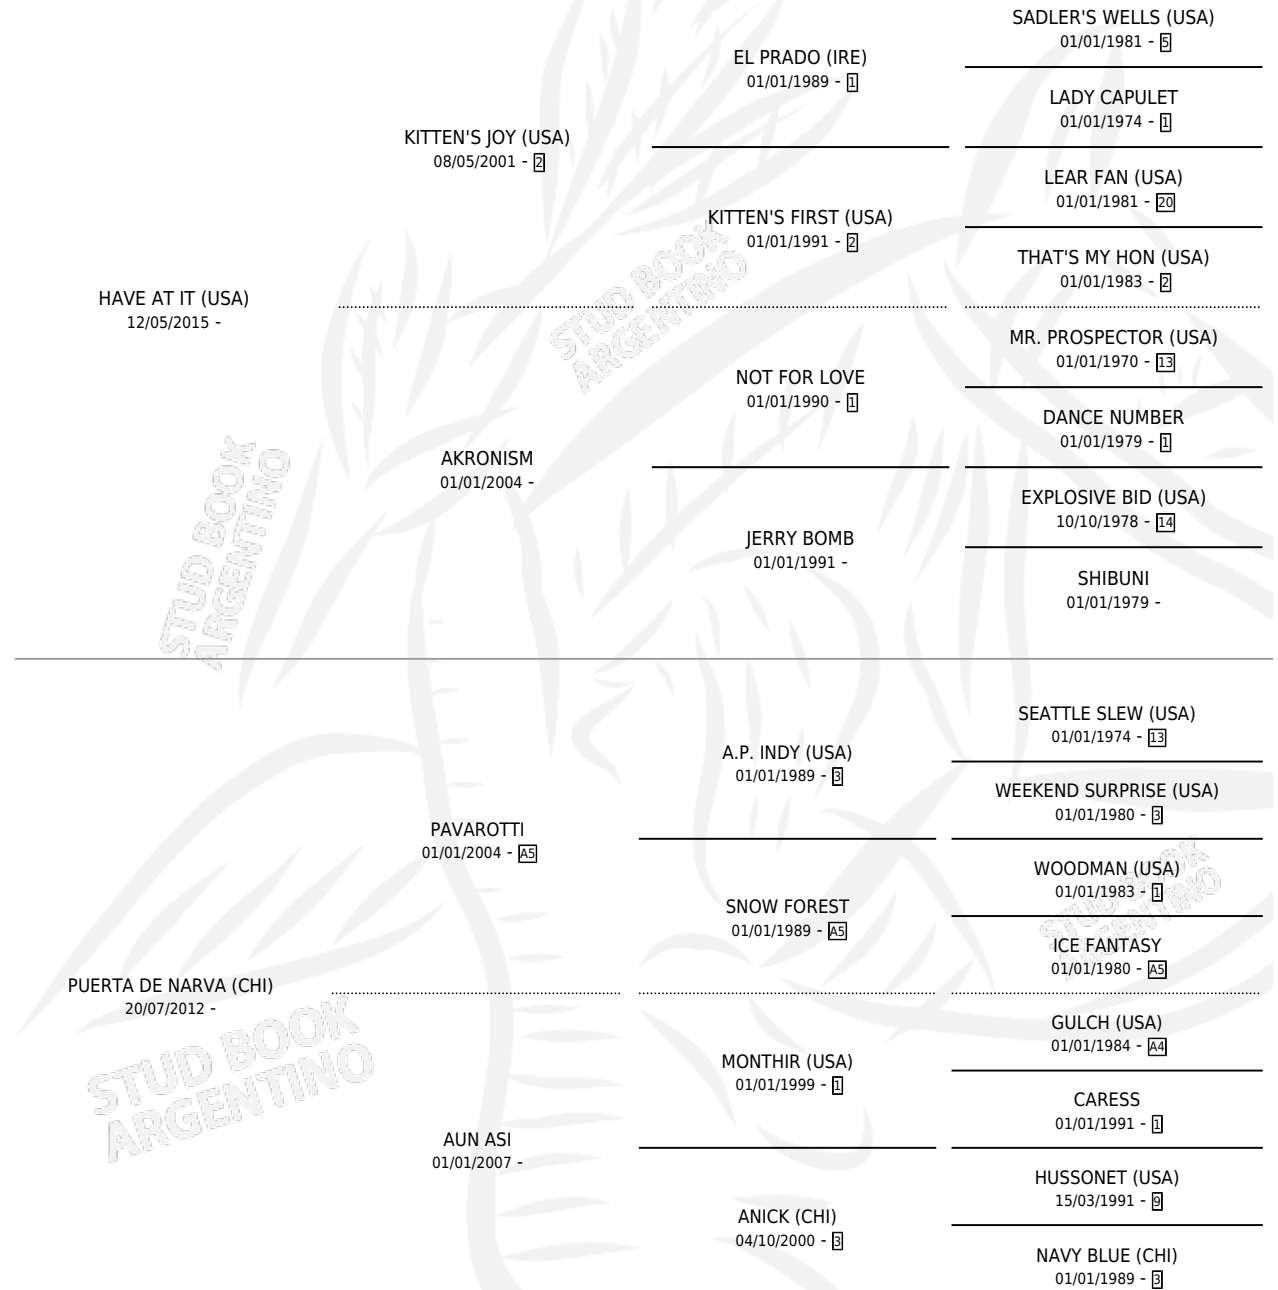 SADLER'S WELLS (USA)
01/01/1981 - 5
EL PRADO (IRE)
01/01/1989 - 1
LADY CAPULET
01/01/1974 - 1
KITTEN'S JOY (USA)
08/05/2001 - 2
LEAR FAN (USA)
01/01/1981 - 20
KITTEN'S FIRST (USA)
01/01/1991 - 2
THAT'S MY HON (USA)
01/01/1983 - 2
HAVE AT IT (USA)
12/05/2015 -
MR. PROSPECTOR (USA)
01/01/1970 - 13
NOT FOR LOVE
01/01/1990 - 1
DANCE NUMBER
01/01/1979 - 1
AKRONISM
01/01/2004 -
EXPLOSIVE BID (USA)
10/10/1978 - 14
JERRY BOMB
01/01/1991 -
SHIBUNI
01/01/1979 -
STUD BOOK
ARGENTINO
STUD BOOK
ARGENTINO
SEATTLE SLEW (USA)
01/01/1974 - 13
A.P. INDY (USA)
01/01/1989 - 3
WEEKEND SURPRISE (USA)
01/01/1980 - 3
PAVAROTTI
01/01/2004 - A5
WOODMAN (USA)
01/01/1983 - 1
SNOW FOREST
01/01/1989 - A5
ICE FANTASY
01/01/1980 - A5
PUERTA DE NARVA (CHI)
20/07/2012 -
GULCH (USA)
01/01/1984 - A4
MONTHIR (USA)
01/01/1999 - 1
CARESS
01/01/1991 - 1
AUN ASI
01/01/2007 -
HUSSONET (USA)
15/03/1991 - 9
ANICK (CHI)
04/10/2000 - 3
NAVY BLUE (CHI)
01/01/1989 - 3
STUD BOOK
ARGENTINO
STUD BOOK
ARGENTINO